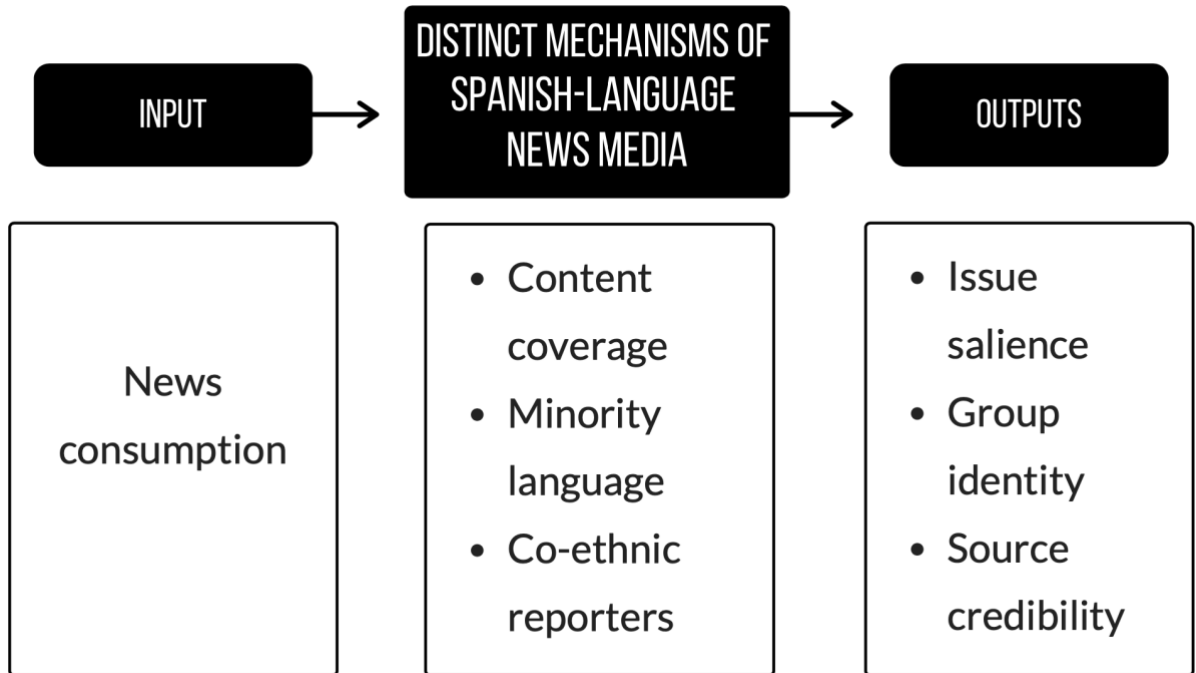 INPUT
DISTINCT MECHANISMS OF
SPANISH-LANGUAGE
NEWS MEDIA
OUTPUTS
News
consumption
• Content
coverage
• Minority
language
• Co-ethnic
reporters
• Issue
salience
• Group
identity
• Source
credibility